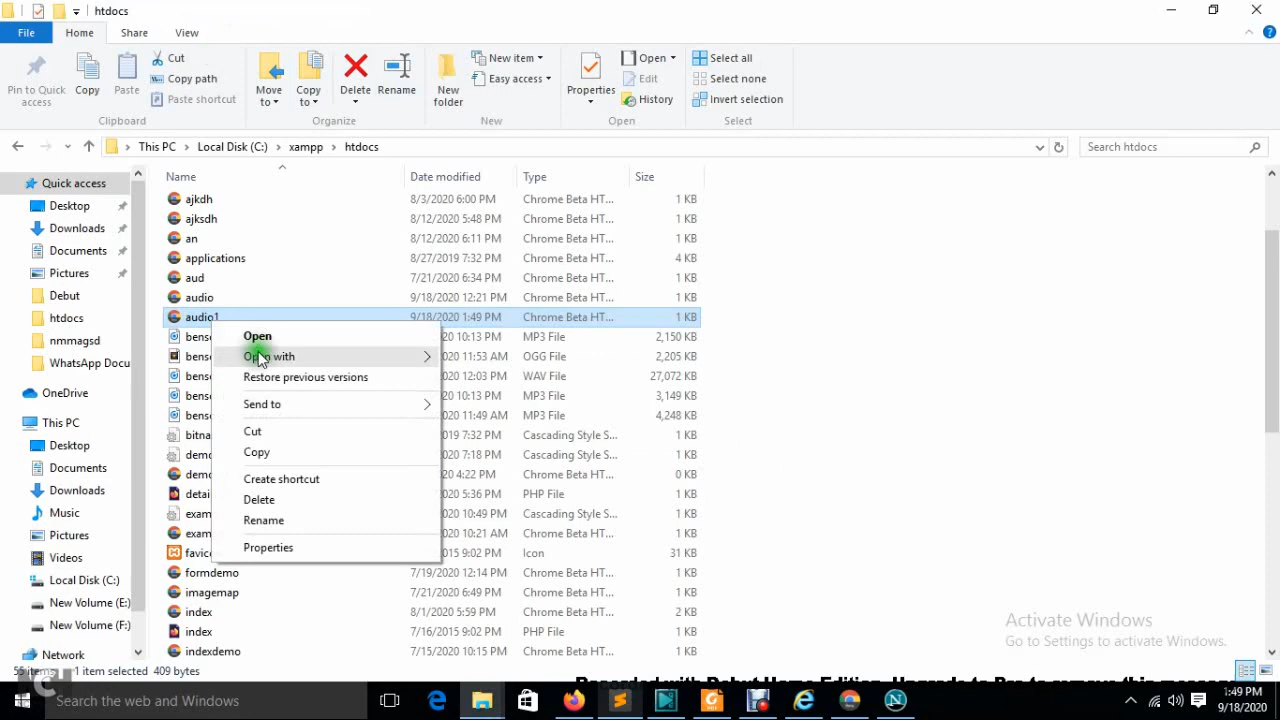 htdocs
File Home Share View
Pin to Quick access
Copy
Paste
Cut
Copy path
Paste shortcut
Clipboard
Move to
Copy to
Delete
Rename
Organize
New folder
New item
Easy access
New
Properties
Open
Edit
History
Open
Select all
Select none
Invert selection
Select
This PC > Local Disk (C:) > xampp > htdocs
Search htdocs
Quick access
Desktop
Downloads
Documents
Pictures
Debut
htdocs
nmmagsd
WhatsApp Docu
OneDrive
This PC
Desktop
Documents
Downloads
Music
Pictures
Videos
Local Disk (C:)
New Volume (E:)
New Volume (F:)
Network
Name Date modified Type Size
ajkdh 8/3/2020 6:00 PM Chrome Beta HT... 1 KB
ajksdh 8/12/2020 5:48 PM Chrome Beta HT... 1 KB
an 8/12/2020 6:11 PM Chrome Beta HT... 1 KB
applications 8/27/2019 7:32 PM Chrome Beta HT... 4 KB
aud 7/21/2020 6:34 PM Chrome Beta HT... 1 KB
audio 9/18/2020 12:21 PM Chrome Beta HT... 1 KB
audio1 9/18/2020 1:49 PM Chrome Beta HT... 1 KB
bens 20 10:13 PM MP3 File 2,150 KB
bens 20 11:53 AM OGG File 2,205 KB
bens 20 12:03 PM WAV File 27,072 KB
bens 20 10:13 PM MP3 File 3,149 KB
bens 20 11:49 AM MP3 File 4,248 KB
bitna 019 7:32 PM Cascading Style S... 1 KB
demo 20 7:18 PM Cascading Style S... 1 KB
demo 20 4:22 PM Chrome Beta HT... 0 KB
detai 20 5:36 PM PHP File 1 KB
exam 20 10:49 PM Cascading Style S... 1 KB
exam 20 10:21 AM Chrome Beta HT... 1 KB
favic 015 9:02 PM Icon 31 KB
formdemo 7/19/2020 12:14 PM Chrome Beta HT... 1 KB
imagemap 7/21/2020 6:49 PM Chrome Beta HT... 1 KB
index 8/1/2020 5:59 PM Chrome Beta HT... 2 KB
index 7/16/2015 9:02 PM PHP File 1 KB
indexdemo 7/15/2020 10:15 PM Chrome Beta HT... 1 KB
Open
Open with
Restore previous versions
Send to
Cut
Copy
Create shortcut
Delete
Rename
Properties
Activate Windows
Go to Settings to activate Windows.
1 item selected 409 bytes
Search the web and Windows
1:49 PM
9/18/2020